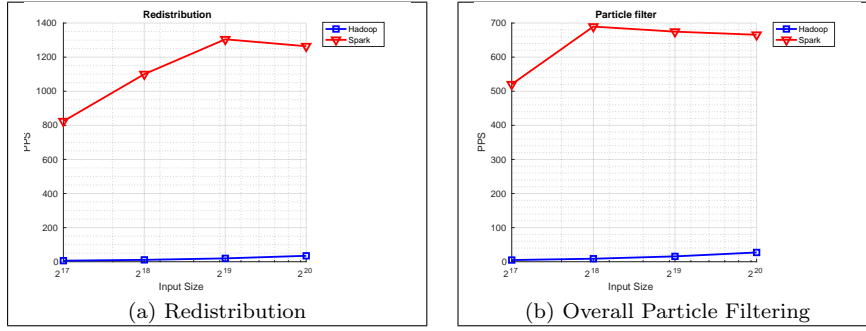 Redistribution
1400
1200
1000
800
600
400
200
0
PPS
2^17
2^18
2^19
2^20
Input Size
Hadoop
Spark
(a) Redistribution
Particle filter
700
600
500
400
300
200
100
0
PPS
2^17
2^18
2^19
2^20
Input Size
Hadoop
Spark
(b) Overall Particle Filtering